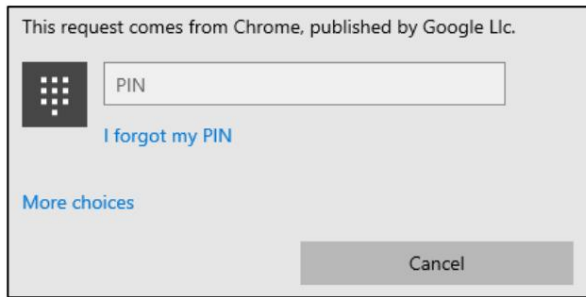 This request comes from Chrome, published by Google Llc.
PIN
I forgot my PIN
More choices
Cancel